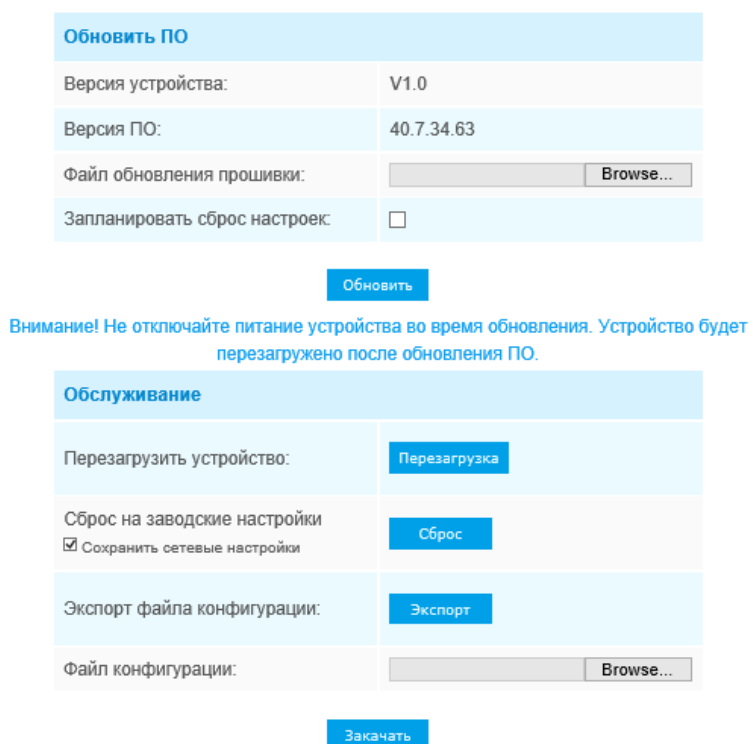 Обновить ПО
Версия устройства: V1.0
Версия ПО: 40.7.34.63
Файл обновления прошивки: Browse...
Запланировать сброс настроек:
Обновить
Внимание! Не отключайте питание устройства во время обновления. Устройство будет
перезагружено после обновления ПО.
Обслуживание
Перезагрузить устройство: Перезагрузка
Сброс на заводские настройки
Сохранить сетевые настройки
Сброс
Экспорт файла конфигурации: Экспорт
Файл конфигурации: Browse...
Закачать